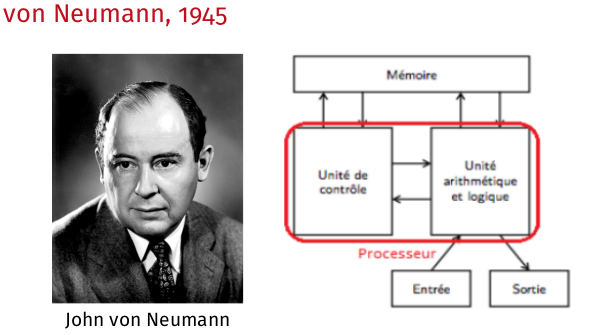 von Neumann, 1945
Mémoire
Unité de
contrôle
Unité
arithmétique
et logique
Processeur
Entrée
Sortie
John von Neumann